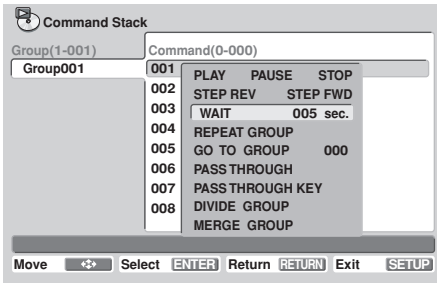 Command Stack
Group(1-001) Command(0-000)
Group001
001
002
003
004
005
006
007
008
PLAY PAUSE STOP
STEP REV STEP FWD
WAIT 005 sec.
REPEAT GROUP
GO TO GROUP 000
PASS THROUGH
PASS THROUGH KEY
DIVIDE GROUP
MERGE GROUP
Move Select ENTER Return RETURN Exit SETUP